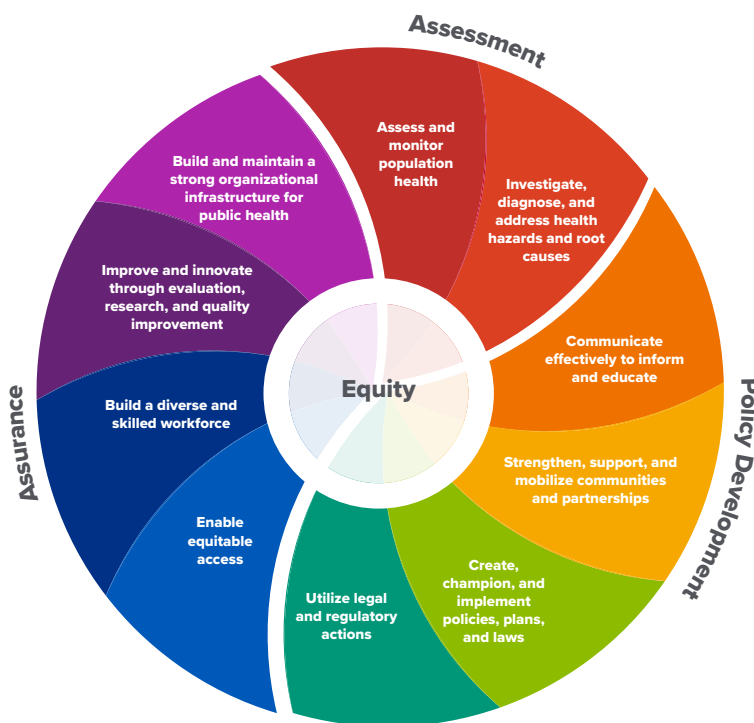 Assessment
Assess and
monitor
population
health
Investigate,
diagnose, and
address health
hazards and root
causes
Policy Development
Communicate
effectively to inform
and educate
Strengthen, support, and
mobilize communities
and partnerships
Create,
champion, and
implement
policies, plans,
and laws
Utilize legal
and regulatory
actions
Assurance
Enable
equitable
access
Build a diverse and
skilled workforce
Improve and innovate
through evaluation,
research, and quality
improvement
Build and maintain a
strong organizational
infrastructure for
public health
Equity